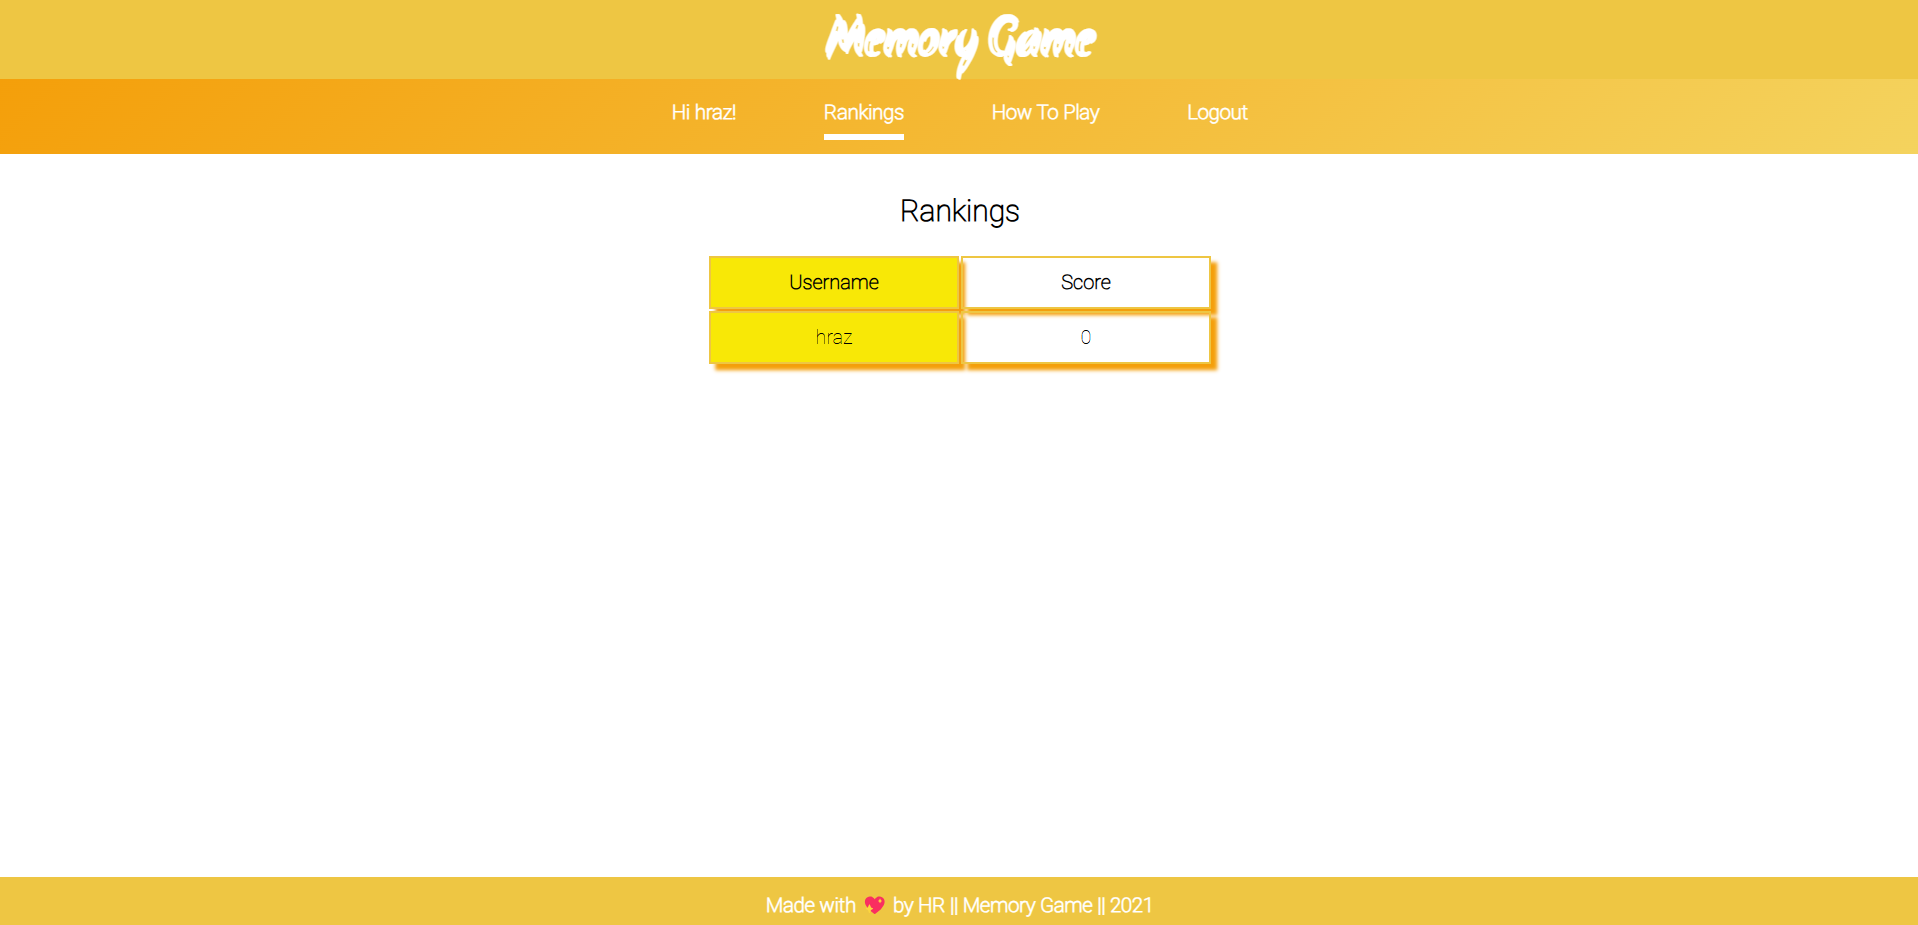 Memory Game
Hi hraz! Rankings How To Play Logout
Rankings
Username Score
hraz 0
Made with 💖 by HR || Memory Game || 2021